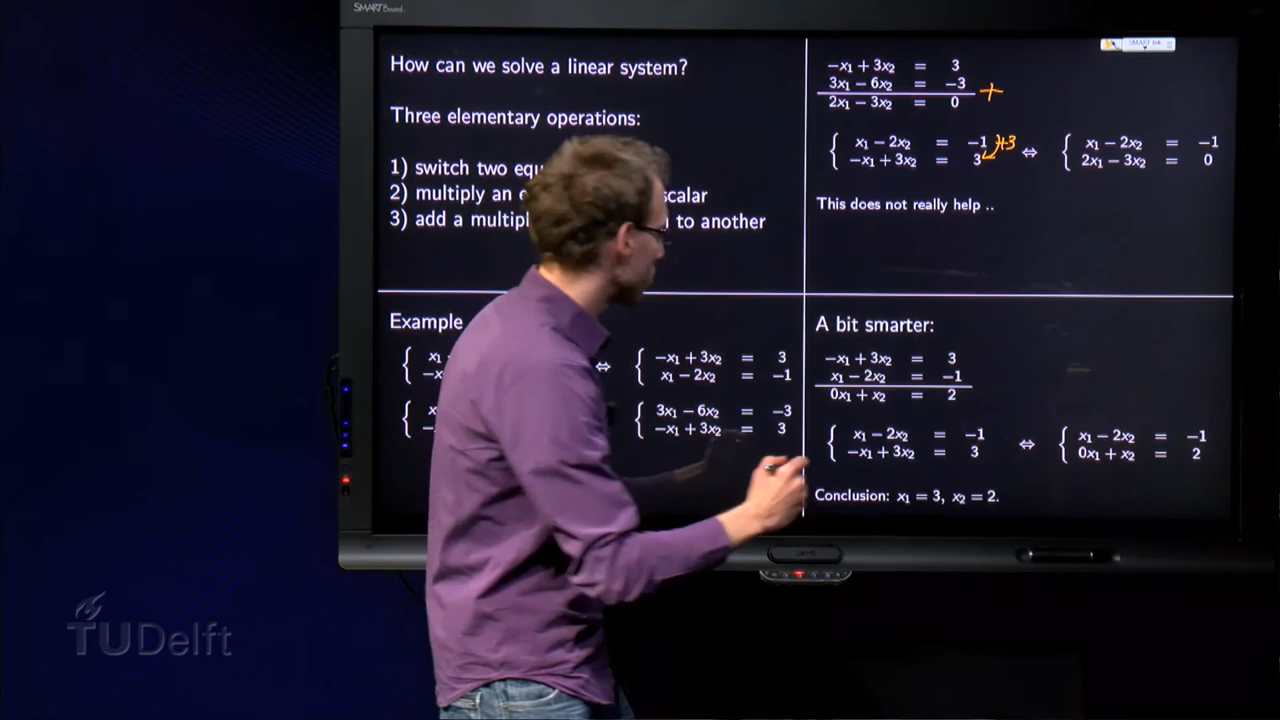 SMART Board
How can we solve a linear system?
Three elementary operations:
1) switch two equ
2) multiply an scalar
3) add a multipl to another
−x₁ + 3x₂ = 3
3x₁ − 6x₂ = −3 +
2x₁ − 3x₂ = 0
{ x₁ − 2x₂ = −1 ⇔ { x₁ − 2x₂ = −1
−x₁ + 3x₂ = 3 2x₁ − 3x₂ = 0
This does not really help ..
Example
{ x₁ ⇔ { −x₁ + 3x₂ = 3
−x x₁ − 2x₂ = −1
{ x { 3x₁ − 6x₂ = −3
− −x₁ + 3x₂ = 3
A bit smarter:
−x₁ + 3x₂ = 3
x₁ − 2x₂ = −1
0x₁ + x₂ = 2
{ x₁ − 2x₂ = −1 ⇔ { x₁ − 2x₂ = −1
−x₁ + 3x₂ = 3 0x₁ + x₂ = 2
Conclusion: x₁ = 3, x₂ = 2.
TUDelft